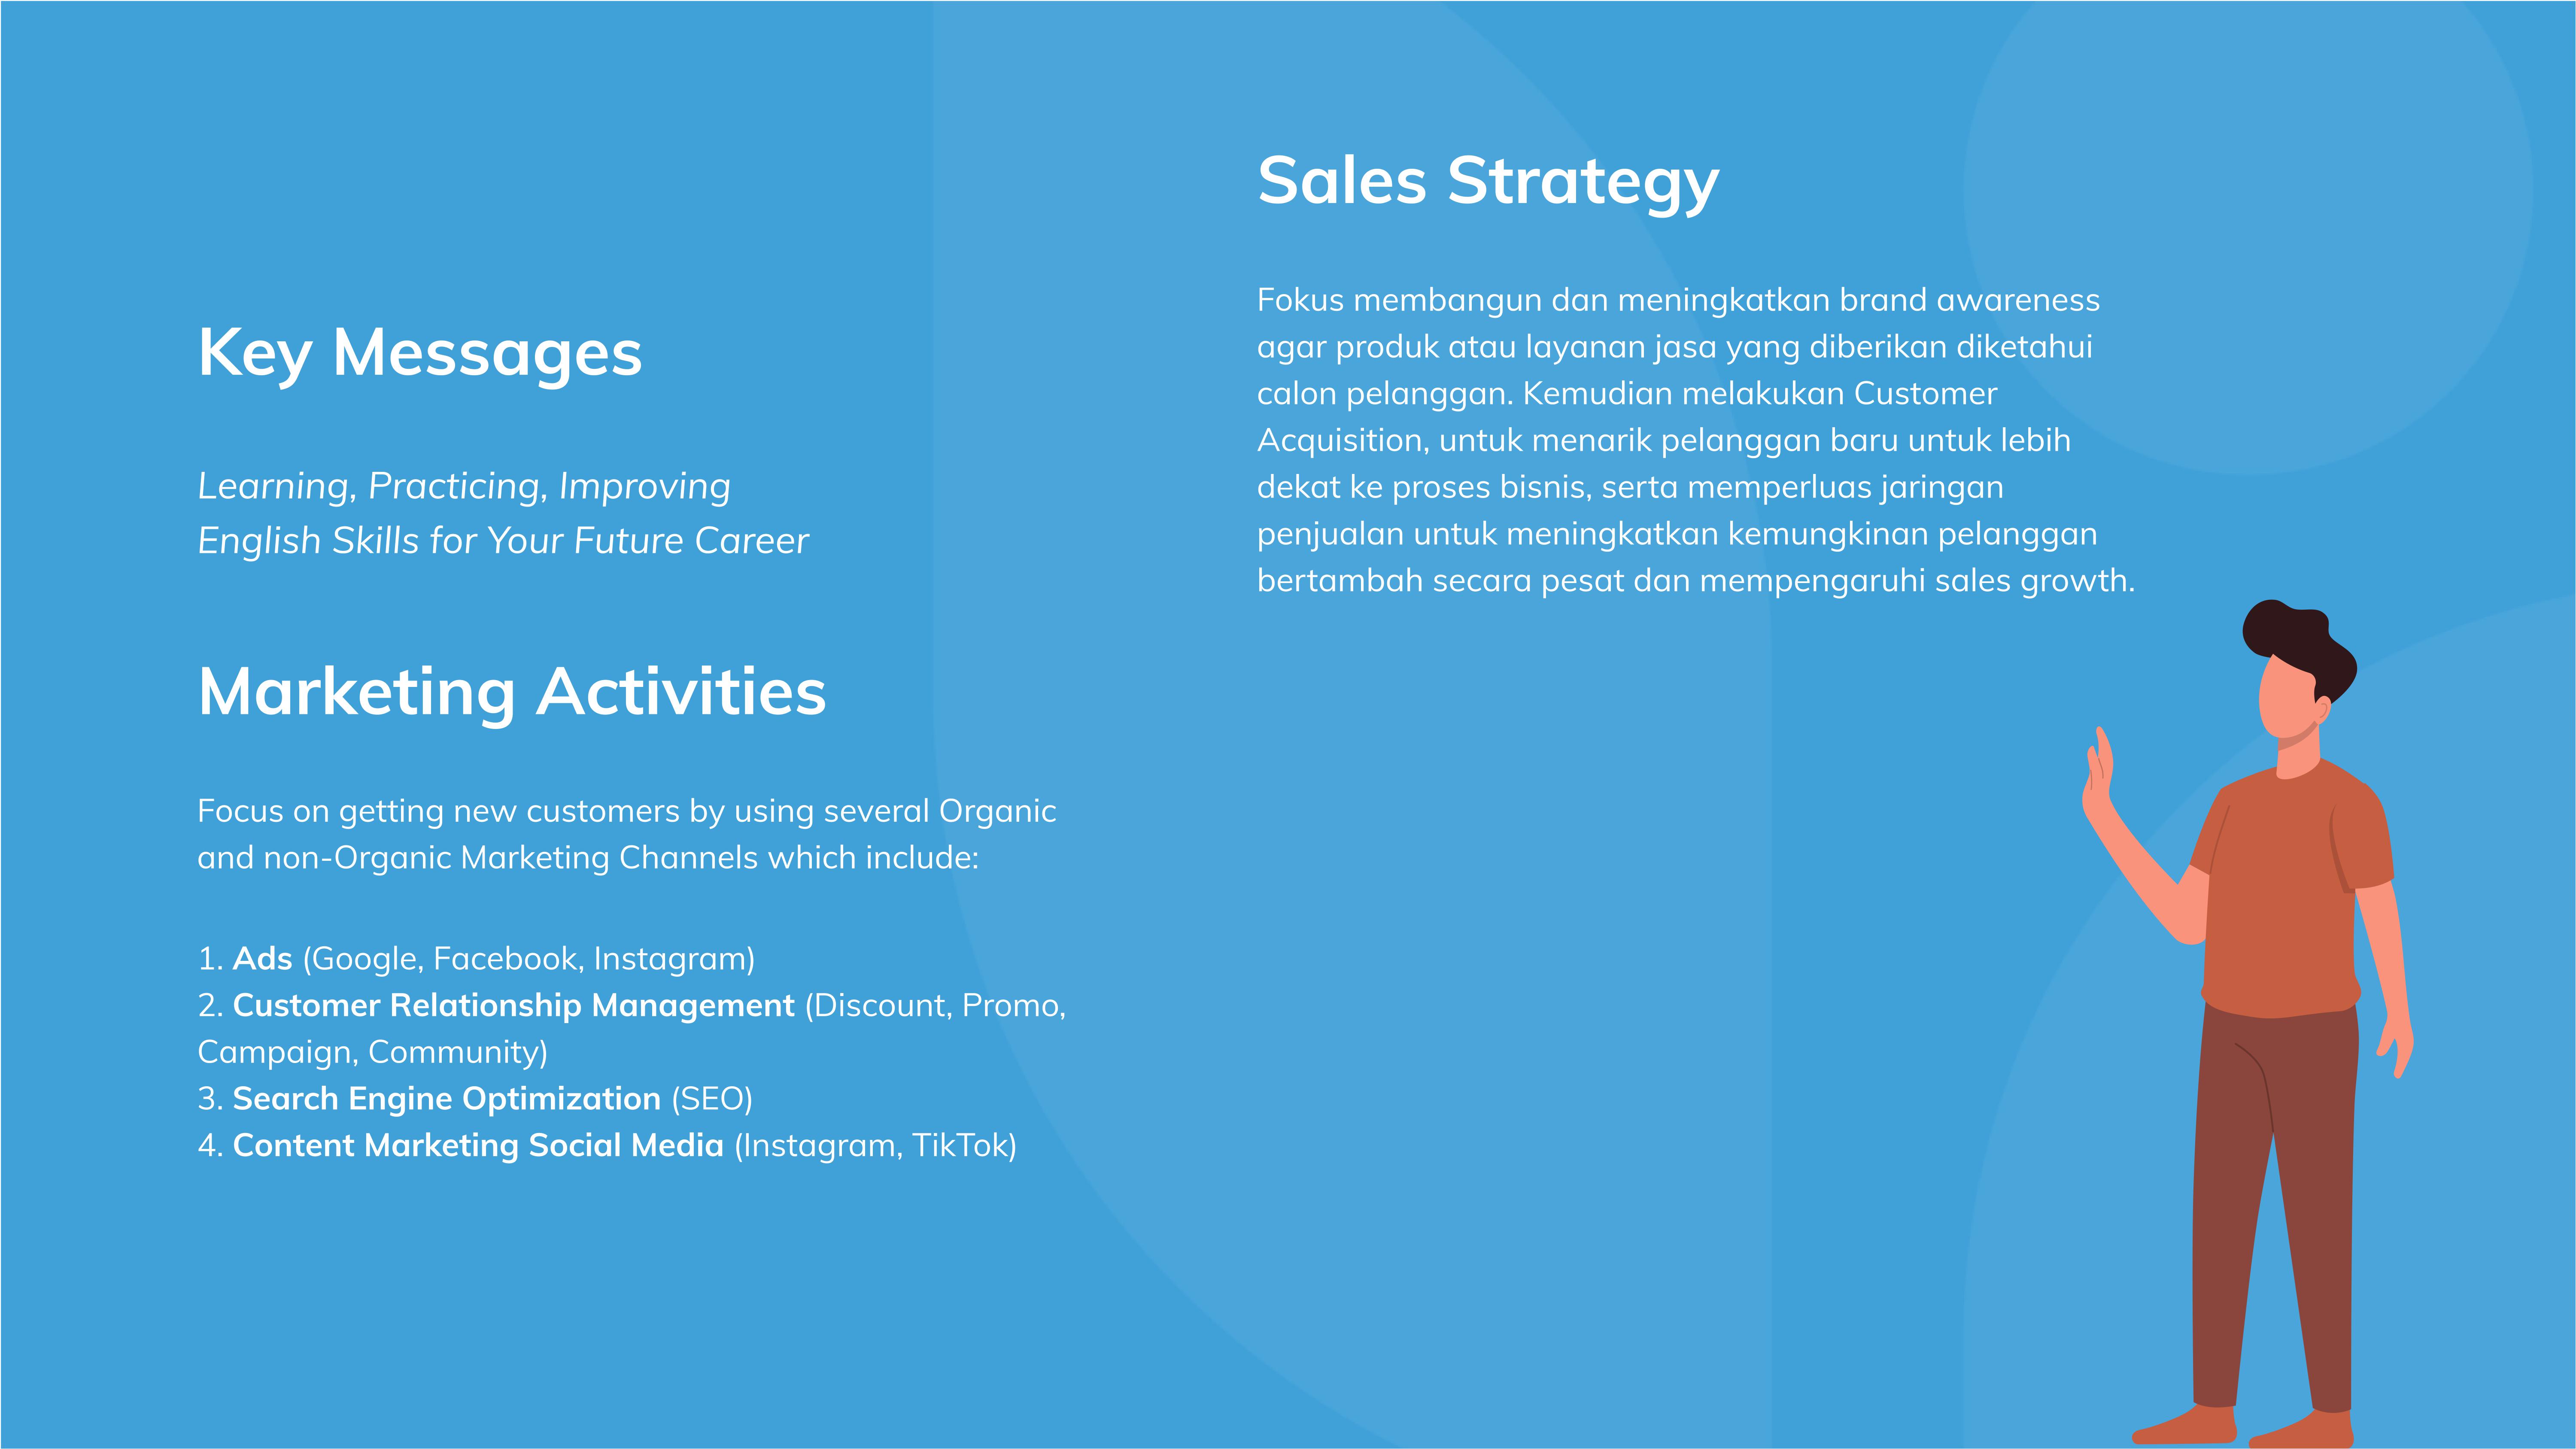 Key Messages
Learning, Practicing, Improving
English Skills for Your Future Career
Marketing Activities
Focus on getting new customers by using several Organic
and non-Organic Marketing Channels which include:
1. Ads (Google, Facebook, Instagram)
2. Customer Relationship Management (Discount, Promo,
Campaign, Community)
3. Search Engine Optimization (SEO)
4. Content Marketing Social Media (Instagram, TikTok)
Sales Strategy
Fokus membangun dan meningkatkan brand awareness
agar produk atau layanan jasa yang diberikan diketahui
calon pelanggan. Kemudian melakukan Customer
Acquisition, untuk menarik pelanggan baru untuk lebih
dekat ke proses bisnis, serta memperluas jaringan
penjualan untuk meningkatkan kemungkinan pelanggan
bertambah secara pesat dan mempengaruhi sales growth.